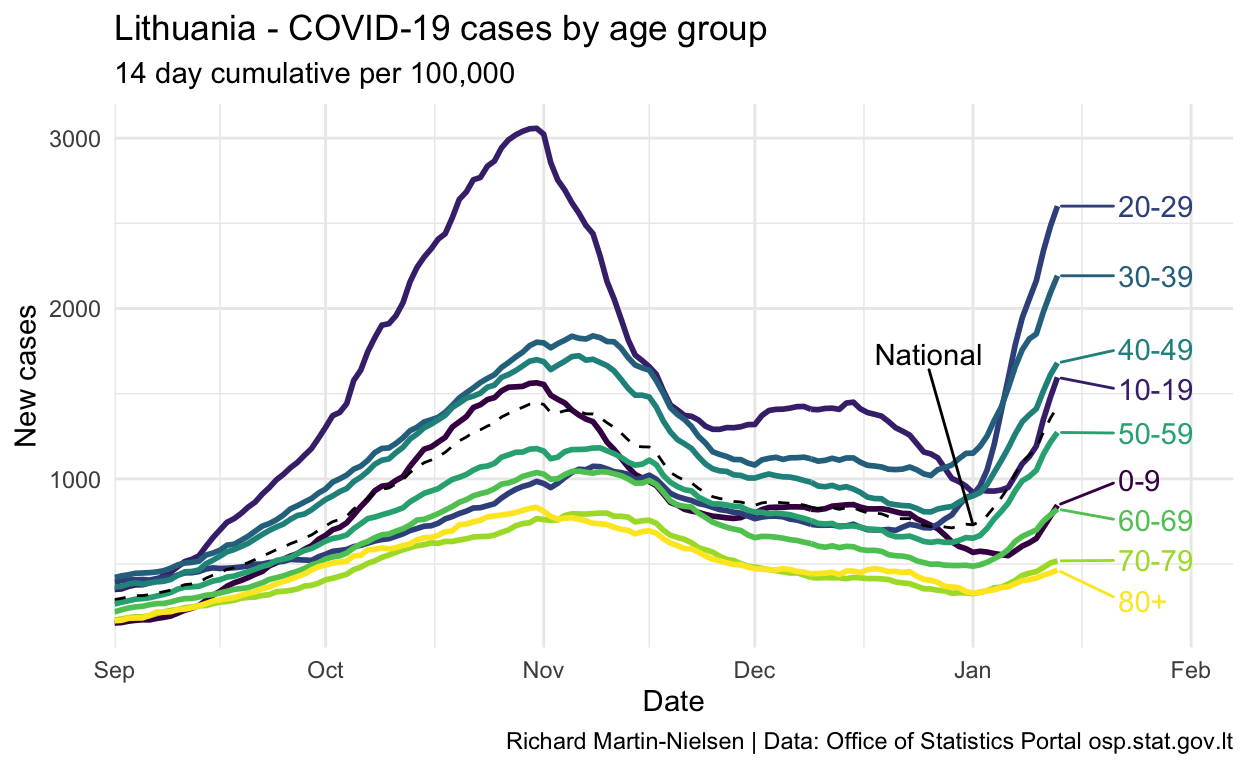 Lithuania - COVID-19 cases by age group
14 day cumulative per 100,000
New cases
3000
2000
1000
20-29
30-39
40-49
National
10-19
50-59
0-9
60-69
70-79
80+
Sep Oct Nov Dec Jan Feb
Date
Richard Martin-Nielsen | Data: Office of Statistics Portal osp.stat.gov.lt